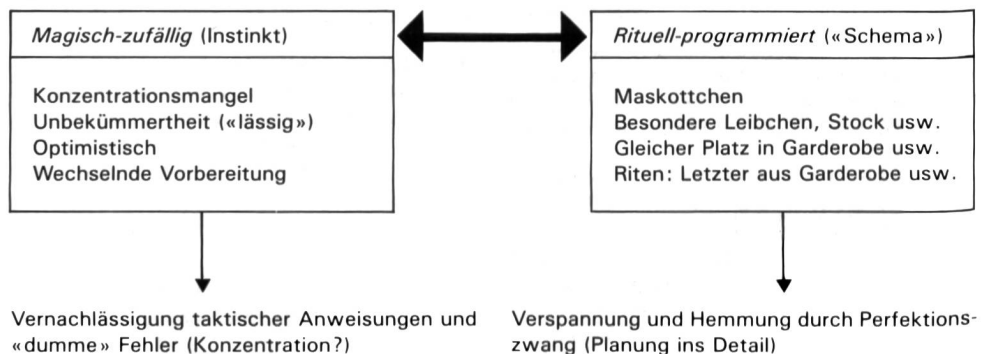 Magisch-zufällig (Instinkt)
Konzentrationsmangel
Unbekümmertheit («lässig»)
Optimistisch
Wechselnde Vorbereitung
Vernachlässigung taktischer Anweisungen und
«dumme» Fehler (Konzentration?)
Rituell-programmiert («Schema»)
Maskottchen
Besondere Leibchen, Stock usw.
Gleicher Platz in Garderobe usw.
Riten: Letzter aus Garderobe usw.
Verspannung und Hemmung durch Perfektions-
zwang (Planung ins Detail)